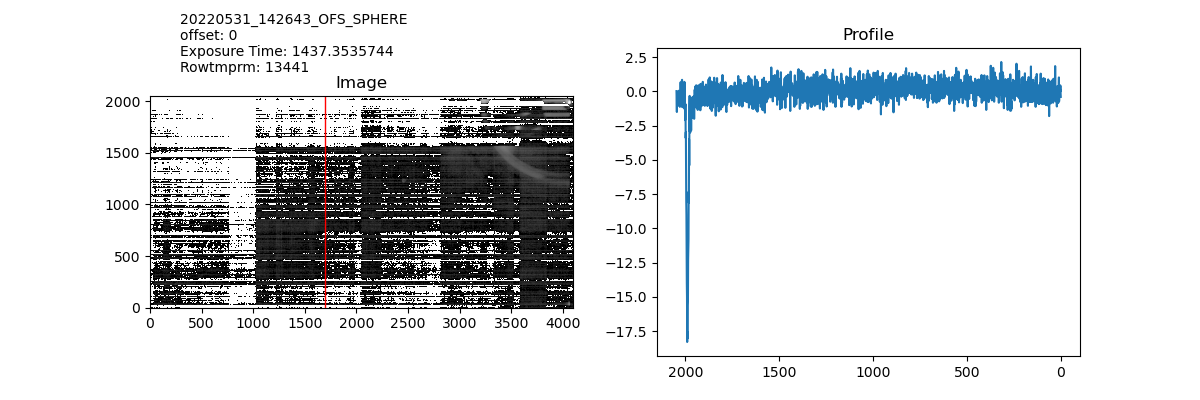 20220531_142643_OFS_SPHERE
offset: 0
Exposure Time: 1437.3535744
Rowtmprm: 13441
Image
2000
1500
1000
500
0
0 500 1000 1500 2000 2500 3000 3500 4000
Profile
2.5
0.0
−2.5
−5.0
−7.5
−10.0
−12.5
−15.0
−17.5
2000 1500 1000 500 0